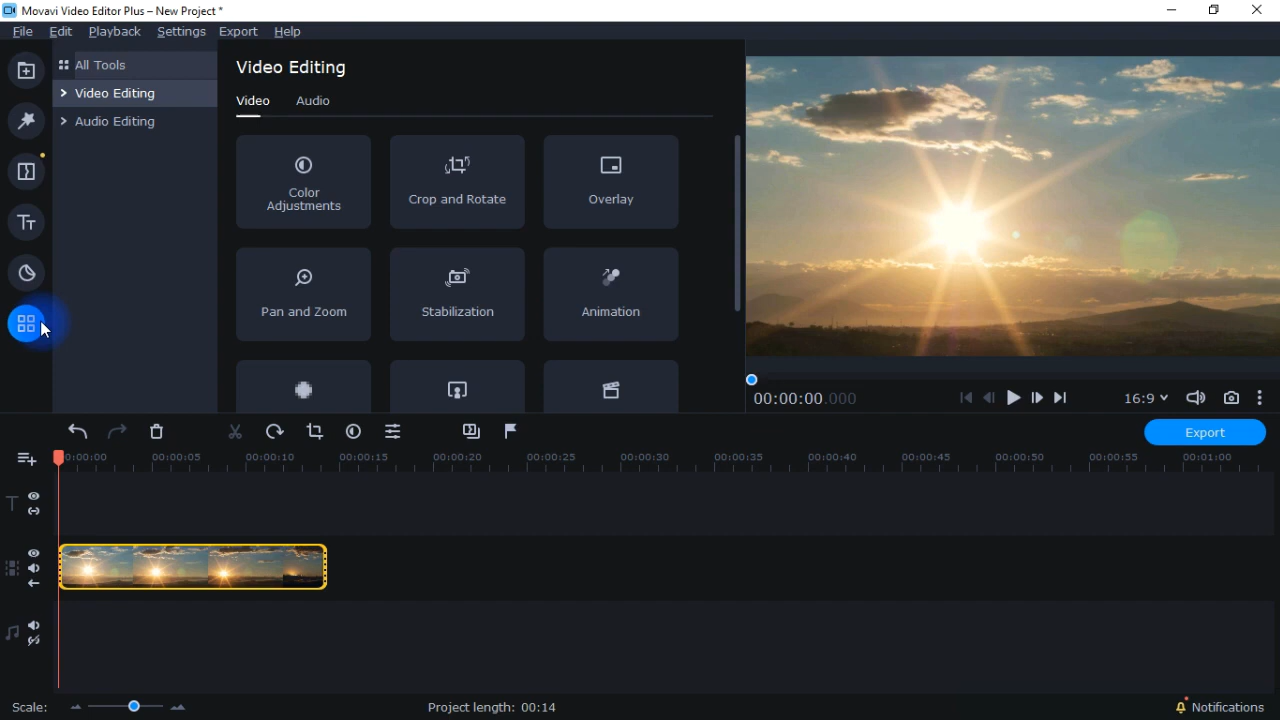 Movavi Video Editor Plus – New Project *
File Edit Playback Settings Export Help
All Tools
Video Editing
Audio Editing
Video Editing
Video Audio
Color
Adjustments
Crop and Rotate
Overlay
Pan and Zoom
Stabilization
Animation
00:00:00.000
16:9
Export
0:00:00 00:00:05 00:00:10 00:00:15 00:00:20 00:00:25 00:00:30 00:00:35 00:00:40 00:00:45 00:00:50 00:00:55 00:01:00
Scale:
Project length: 00:14
Notifications